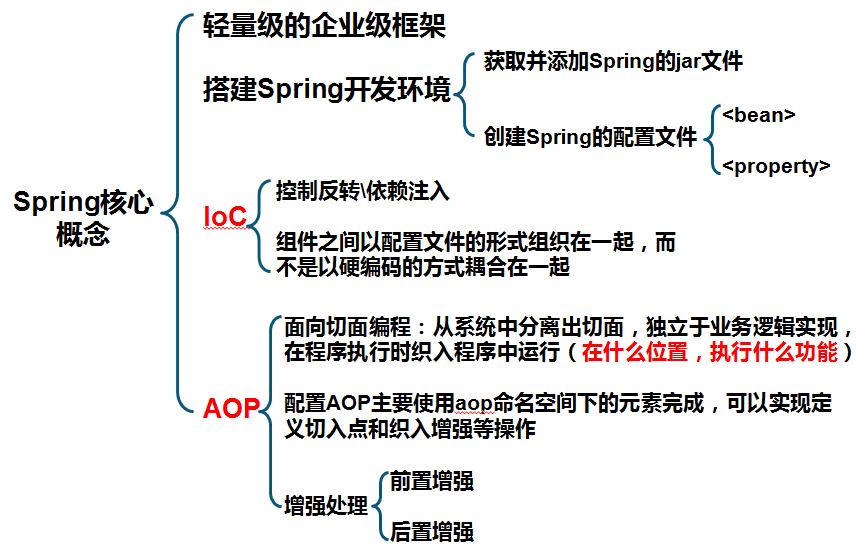 轻量级的企业级框架
搭建Spring开发环境
获取并添加Spring的jar文件
创建Spring的配置文件
<bean>
<property>
Spring核心
概念
IoC
控制反转\依赖注入
组件之间以配置文件的形式组织在一起，而
不是以硬编码的方式耦合在一起
AOP
面向切面编程：从系统中分离出切面，独立于业务逻辑实现，
在程序执行时织入程序中运行（在什么位置，执行什么功能）
配置AOP主要使用aop命名空间下的元素完成，可以实现定
义切入点和织入增强等操作
增强处理
前置增强
后置增强